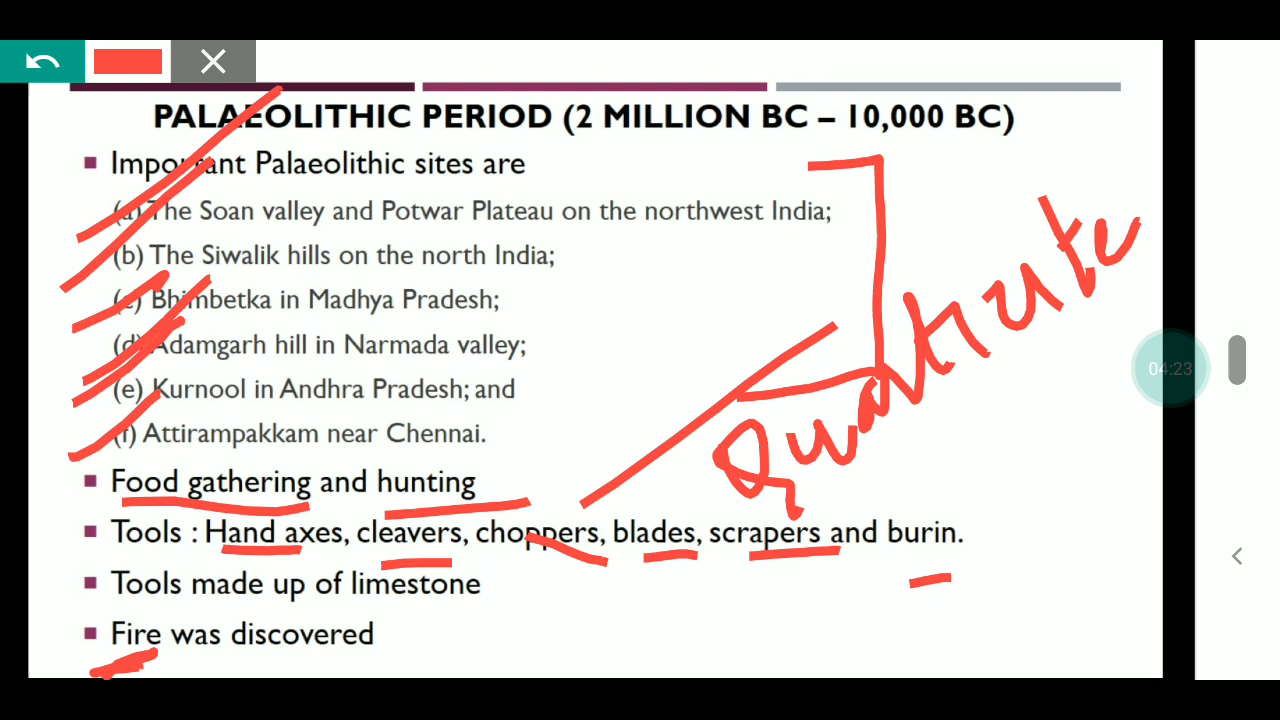 PALAEOLITHIC PERIOD (2 MILLION BC – 10,000 BC)
Important Palaeolithic sites are
(a) The Soan valley and Potwar Plateau on the northwest India;
(b) The Siwalik hills on the north India;
(c) Bhimbetka in Madhya Pradesh;
(d) Adamgarh hill in Narmada valley;
(e) Kurnool in Andhra Pradesh; and
(f) Attirampakkam near Chennai.
Food gathering and hunting
Tools : Hand axes, cleavers, choppers, blades, scrapers and burin.
Tools made up of limestone
Fire was discovered
04:23